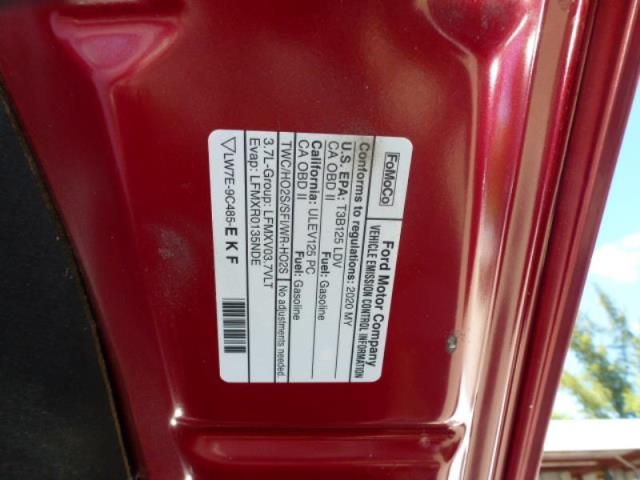 FoMoCo
Ford Motor Company
VEHICLE EMISSION CONTROL INFORMATION
Conforms to regulations: 2020 MY
U.S. EPA: T3B125 LDV Fuel: Gasoline
CA OBD II
California: ULEV125 PC Fuel: Gasoline
CA OBD II
TWC/HO2S/SFI/WR-HO2S No adjustments needed.
3.7L-Group: LFMXV03.7VLT
Evap: LFMXR0135NDE
LW7E-9C485-E K F